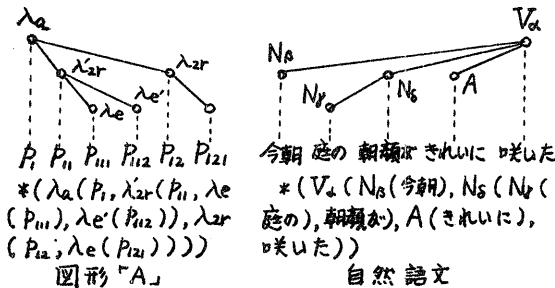 λa
λ'2r
λ2r
λe
λe'
P1 P11 P111 P112 P12 P121
*(λa(P1, λ'2r(P11, λe
(P111), λe'(P112)), λ2r
(P12, λe(P121))))
図形「A」
Vα
Nβ
Nγ
Nδ
A
今朝 庭の 朝顔が きれいに 咲いた
*(Vα(Nβ(今朝), Nδ(Nγ(
庭の), 朝顔が), A(きれいに),
咲いた))
自然語文